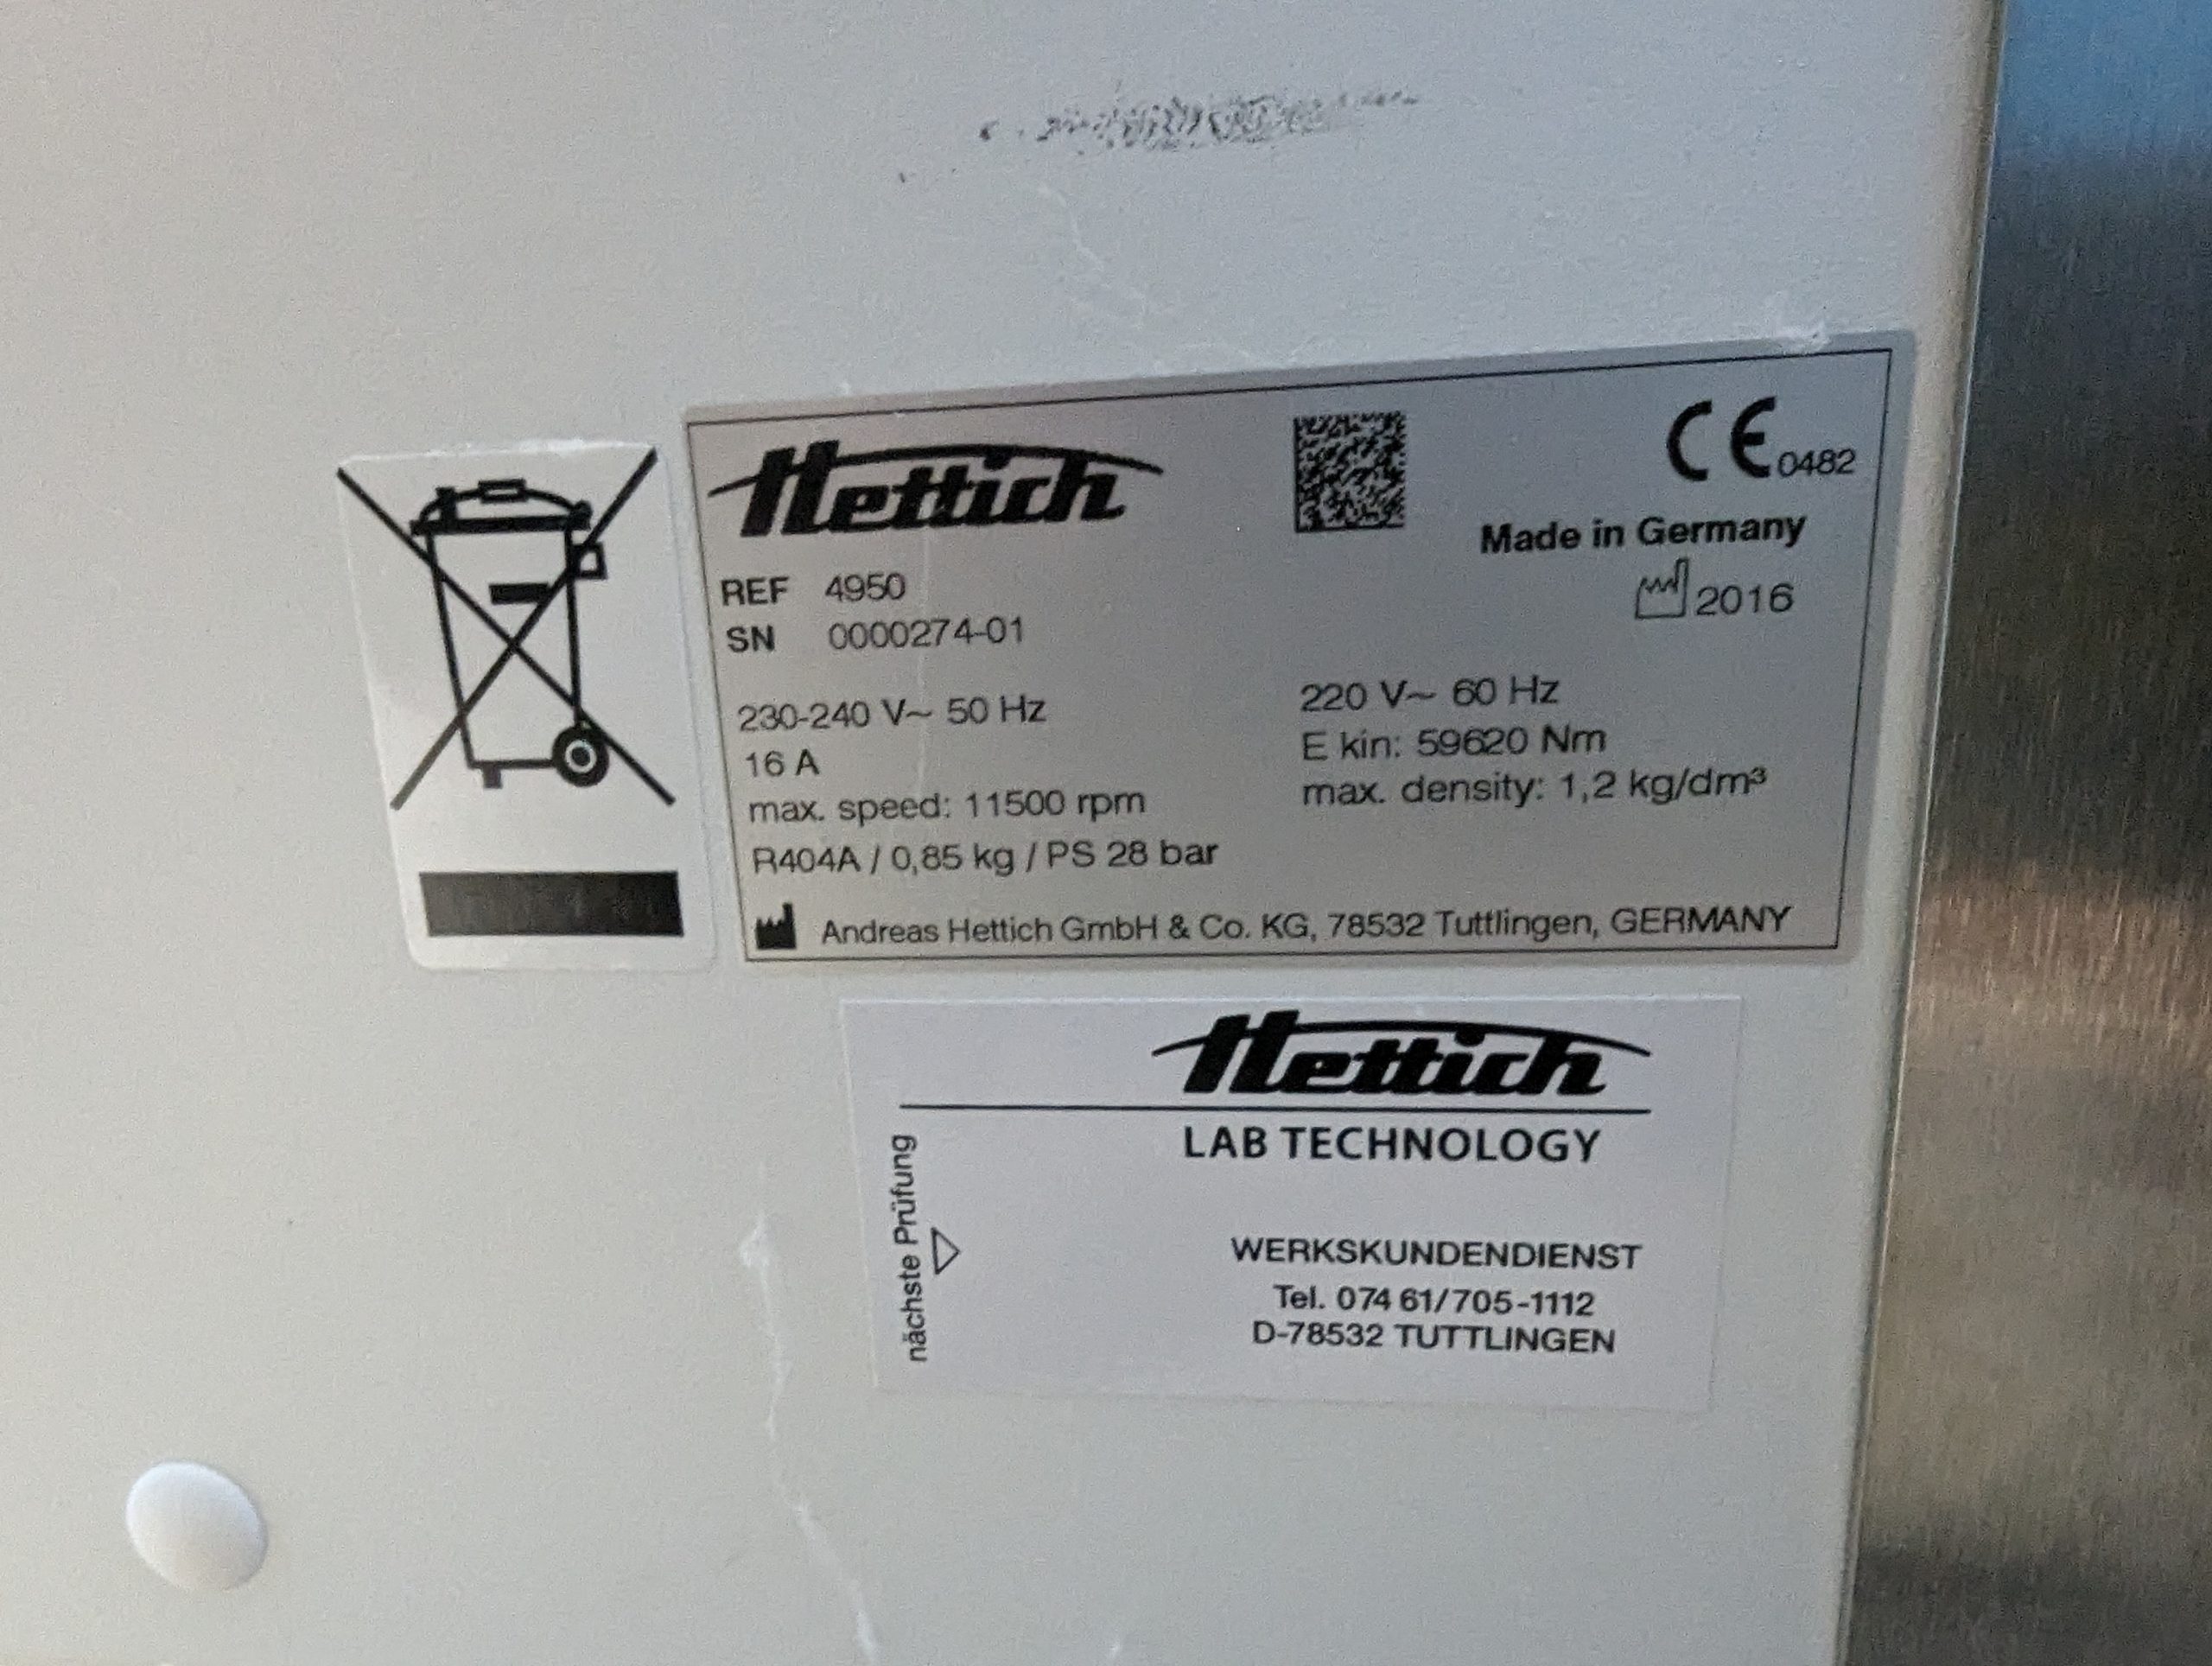 Hettich
CE 0482
Made in Germany
2016
REF 4950
SN 0000274-01
230-240 V~ 50 Hz
16 A
max. speed: 11500 rpm
R404A / 0,85 kg / PS 28 bar
220 V~ 60 Hz
E kin: 59620 Nm
max. density: 1,2 kg/dm³
Andreas Hettich GmbH & Co. KG, 78532 Tuttlingen, GERMANY
Hettich
LAB TECHNOLOGY
nächste Prüfung
WERKSKUNDENDIENST
Tel. 074 61/705-1112
D-78532 TUTTLINGEN